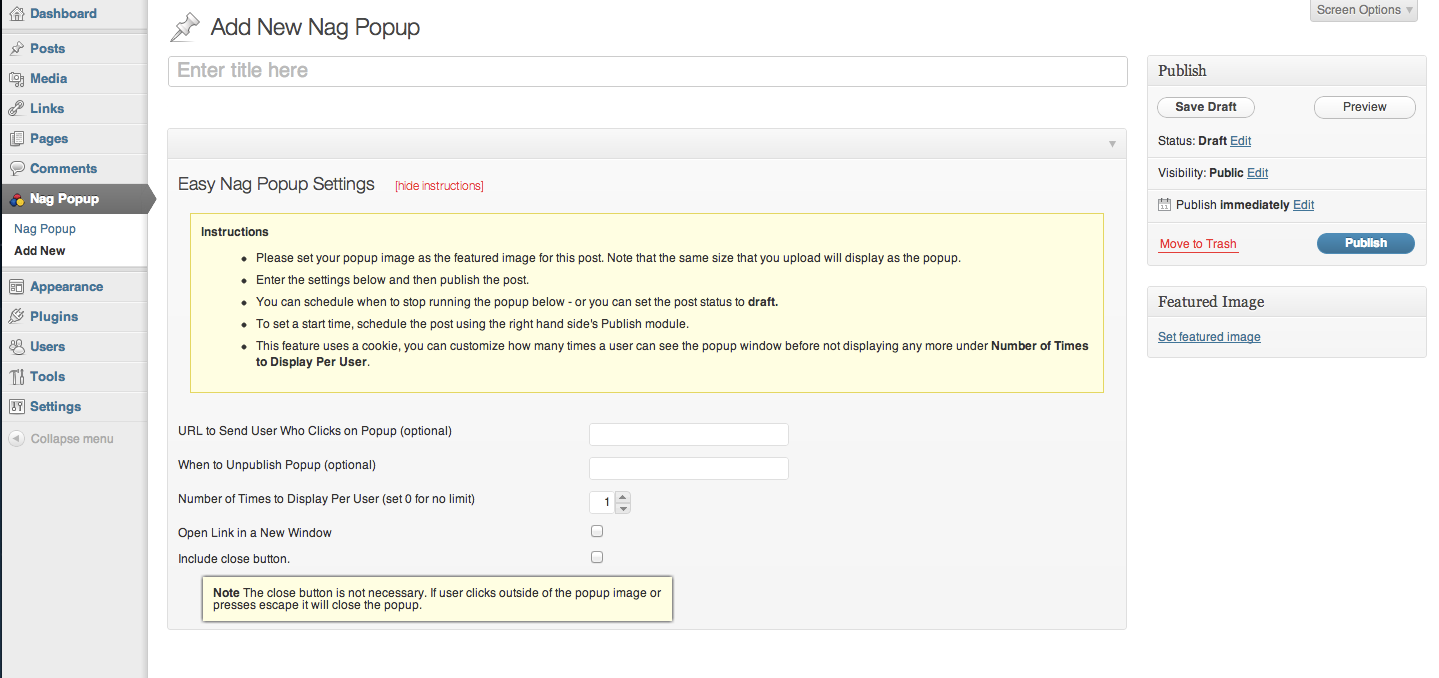 Dashboard
Posts
Media
Links
Pages
Comments
Nag Popup
Nag Popup
Add New
Appearance
Plugins
Users
Tools
Settings
Collapse menu
Screen Options
Add New Nag Popup
Enter title here
Easy Nag Popup Settings [hide instructions]
Instructions
Please set your popup image as the featured image for this post. Note that the same size that you upload will display as the popup.
Enter the settings below and then publish the post.
You can schedule when to stop running the popup below - or you can set the post status to draft.
To set a start time, schedule the post using the right hand side's Publish module.
This feature uses a cookie, you can customize how many times a user can see the popup window before not displaying any more under Number of Times
to Display Per User.
URL to Send User Who Clicks on Popup (optional)
When to Unpublish Popup (optional)
Number of Times to Display Per User (set 0 for no limit) 1
Open Link in a New Window
Include close button.
Note The close button is not necessary. If user clicks outside of the popup image or
presses escape it will close the popup.
Publish
Save Draft Preview
Status: Draft Edit
Visibility: Public Edit
Publish immediately Edit
Move to Trash Publish
Featured Image
Set featured image